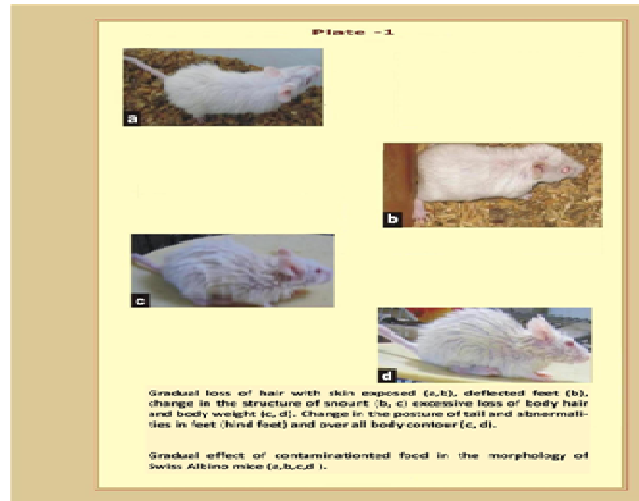 Plate -1
a
b
c
d
Gradual loss of hair with skin exposed (a,b), deflected feet (b),
change in the structure of snourt (b, c) excessive loss of body hair
and body weight (c, d). Change in the posture of tail and abnormali-
ties in feet (hind feet) and over all body contour (c, d).
Gradual effect of contaminationted food in the morphology of
Swiss Albino mice (a,b,c,d ).